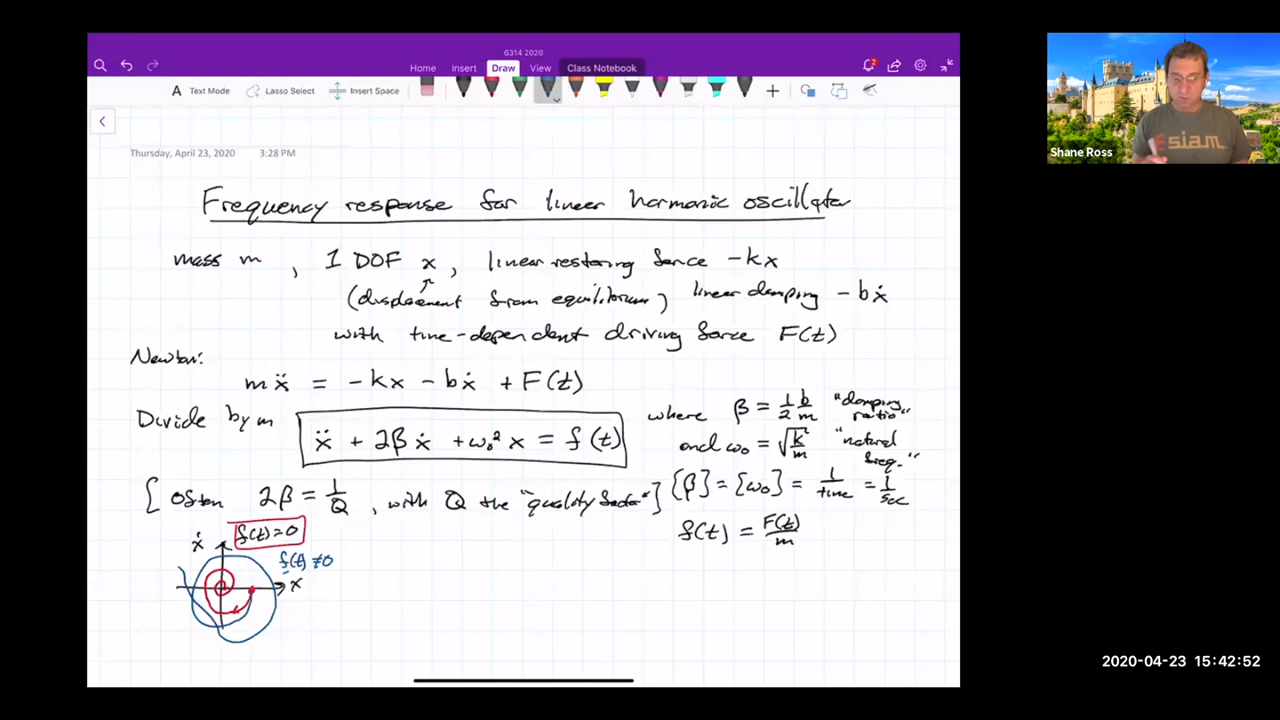 G314 2020
Home Insert Draw View Class Notebook
2
Text Mode Lasso Select Insert Space
Thursday, April 23, 2020 3:28 PM
Frequency response for linear harmonic oscillator
mass m , 1 DOF x , linear restoring force -kx
(displacement from equilibrium) linear damping -bẋ
with time-dependent driving force F(t)
Newton:
mẍ = -kx - bẋ + F(t)
Divide by m
ẍ + 2βẋ + ω₀²x = f(t)
where β = 1/2 b/m "damping ratio"
and ω₀ = √(k/m) "natural freq."
[Often 2β = 1/Q , with Q the "quality factor"] [β] = [ω₀] = 1/time = 1/sec
f(t) = F(t)/m
f(t) = 0
ẋ
f(t) ≠ 0
x
Shane Ross
siam
2020-04-23 15:42:52